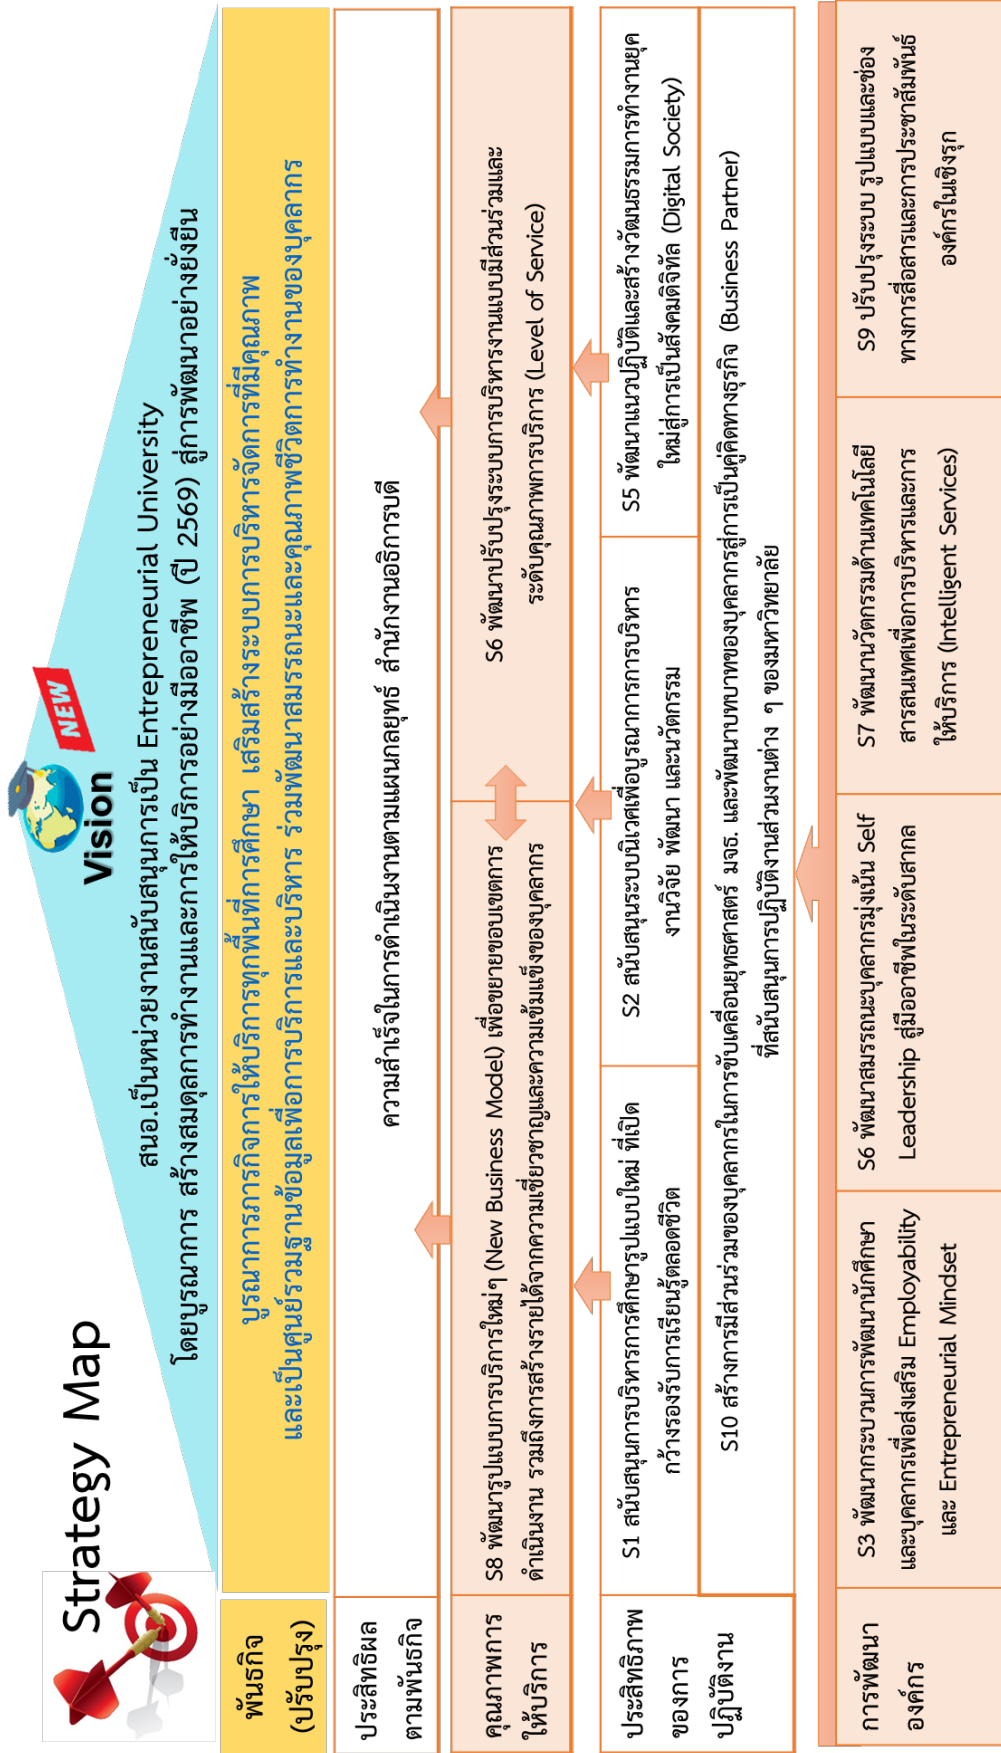 Strategy Map
NEW
Vision
สนอ.เป็นหน่วยงานสนับสนุนการเป็น Entrepreneurial University
โดยบูรณาการ สร้างสมดุลการทำงานและการให้บริการอย่างมืออาชีพ (ปี 2569) สู่การพัฒนาอย่างยั่งยืน
พันธกิจ
(ปรับปรุง)
บูรณาการภารกิจการให้บริการทุกพื้นที่การศึกษา เสริมสร้างระบบการบริหารจัดการที่มีคุณภาพ
และเป็นศูนย์รวมฐานข้อมูลเพื่อการบริการและบริหาร ร่วมพัฒนาสมรรถนะและคุณภาพชีวิตการทำงานของบุคลากร
ประสิทธิผล
ตามพันธกิจ
ความสำเร็จในการดำเนินงานตามแผนกลยุทธ์ สำนักงานอธิการบดี
คุณภาพการ
ให้บริการ
S8 พัฒนารูปแบบการบริการใหม่ๆ (New Business Model) เพื่อขยายขอบเขตการ
ดำเนินงาน รวมถึงการสร้างรายได้จากความเชี่ยวชาญและความเข้มแข็งของบุคลากร
S6 พัฒนาปรับปรุงระบบการบริหารงานแบบมีส่วนร่วมและ
ระดับคุณภาพการบริการ (Level of Service)
ประสิทธิภาพ
ของการ
ปฏิบัติงาน
S1 สนับสนุนการบริหารการศึกษารูปแบบใหม่ ที่เปิด
กว้างรองรับการเรียนรู้ตลอดชีวิต
S2 สนับสนุนระบบนิเวศเพื่อบูรณาการการบริหาร
งานวิจัย พัฒนา และนวัตกรรม
S5 พัฒนาแนวปฏิบัติและสร้างวัฒนธรรมการทำงานยุค
ใหม่สู่การเป็นสังคมดิจิทัล (Digital Society)
S10 สร้างการมีส่วนร่วมของบุคลากรในการขับเคลื่อนยุทธศาสตร์ มจธ. และพัฒนาบทบาทของบุคลากรสู่การเป็นคู่คิดทางธุรกิจ (Business Partner)
ที่สนับสนุนการปฏิบัติงานส่วนงานต่าง ๆ ของมหาวิทยาลัย
การพัฒนา
องค์กร
S3 พัฒนากระบวนการพัฒนานักศึกษา
และบุคลากรเพื่อส่งเสริม Employability
และ Entrepreneurial Mindset
S6 พัฒนาสมรรถนะบุคลากรมุ่งเน้น Self
Leadership สู่มืออาชีพในระดับสากล
S7 พัฒนานวัตกรรมด้านเทคโนโลยี
สารสนเทศเพื่อการบริหารและการ
ให้บริการ (Intelligent Services)
S9 ปรับปรุงระบบ รูปแบบและช่อง
ทางการสื่อสารและการประชาสัมพันธ์
องค์กรในเชิงรุก